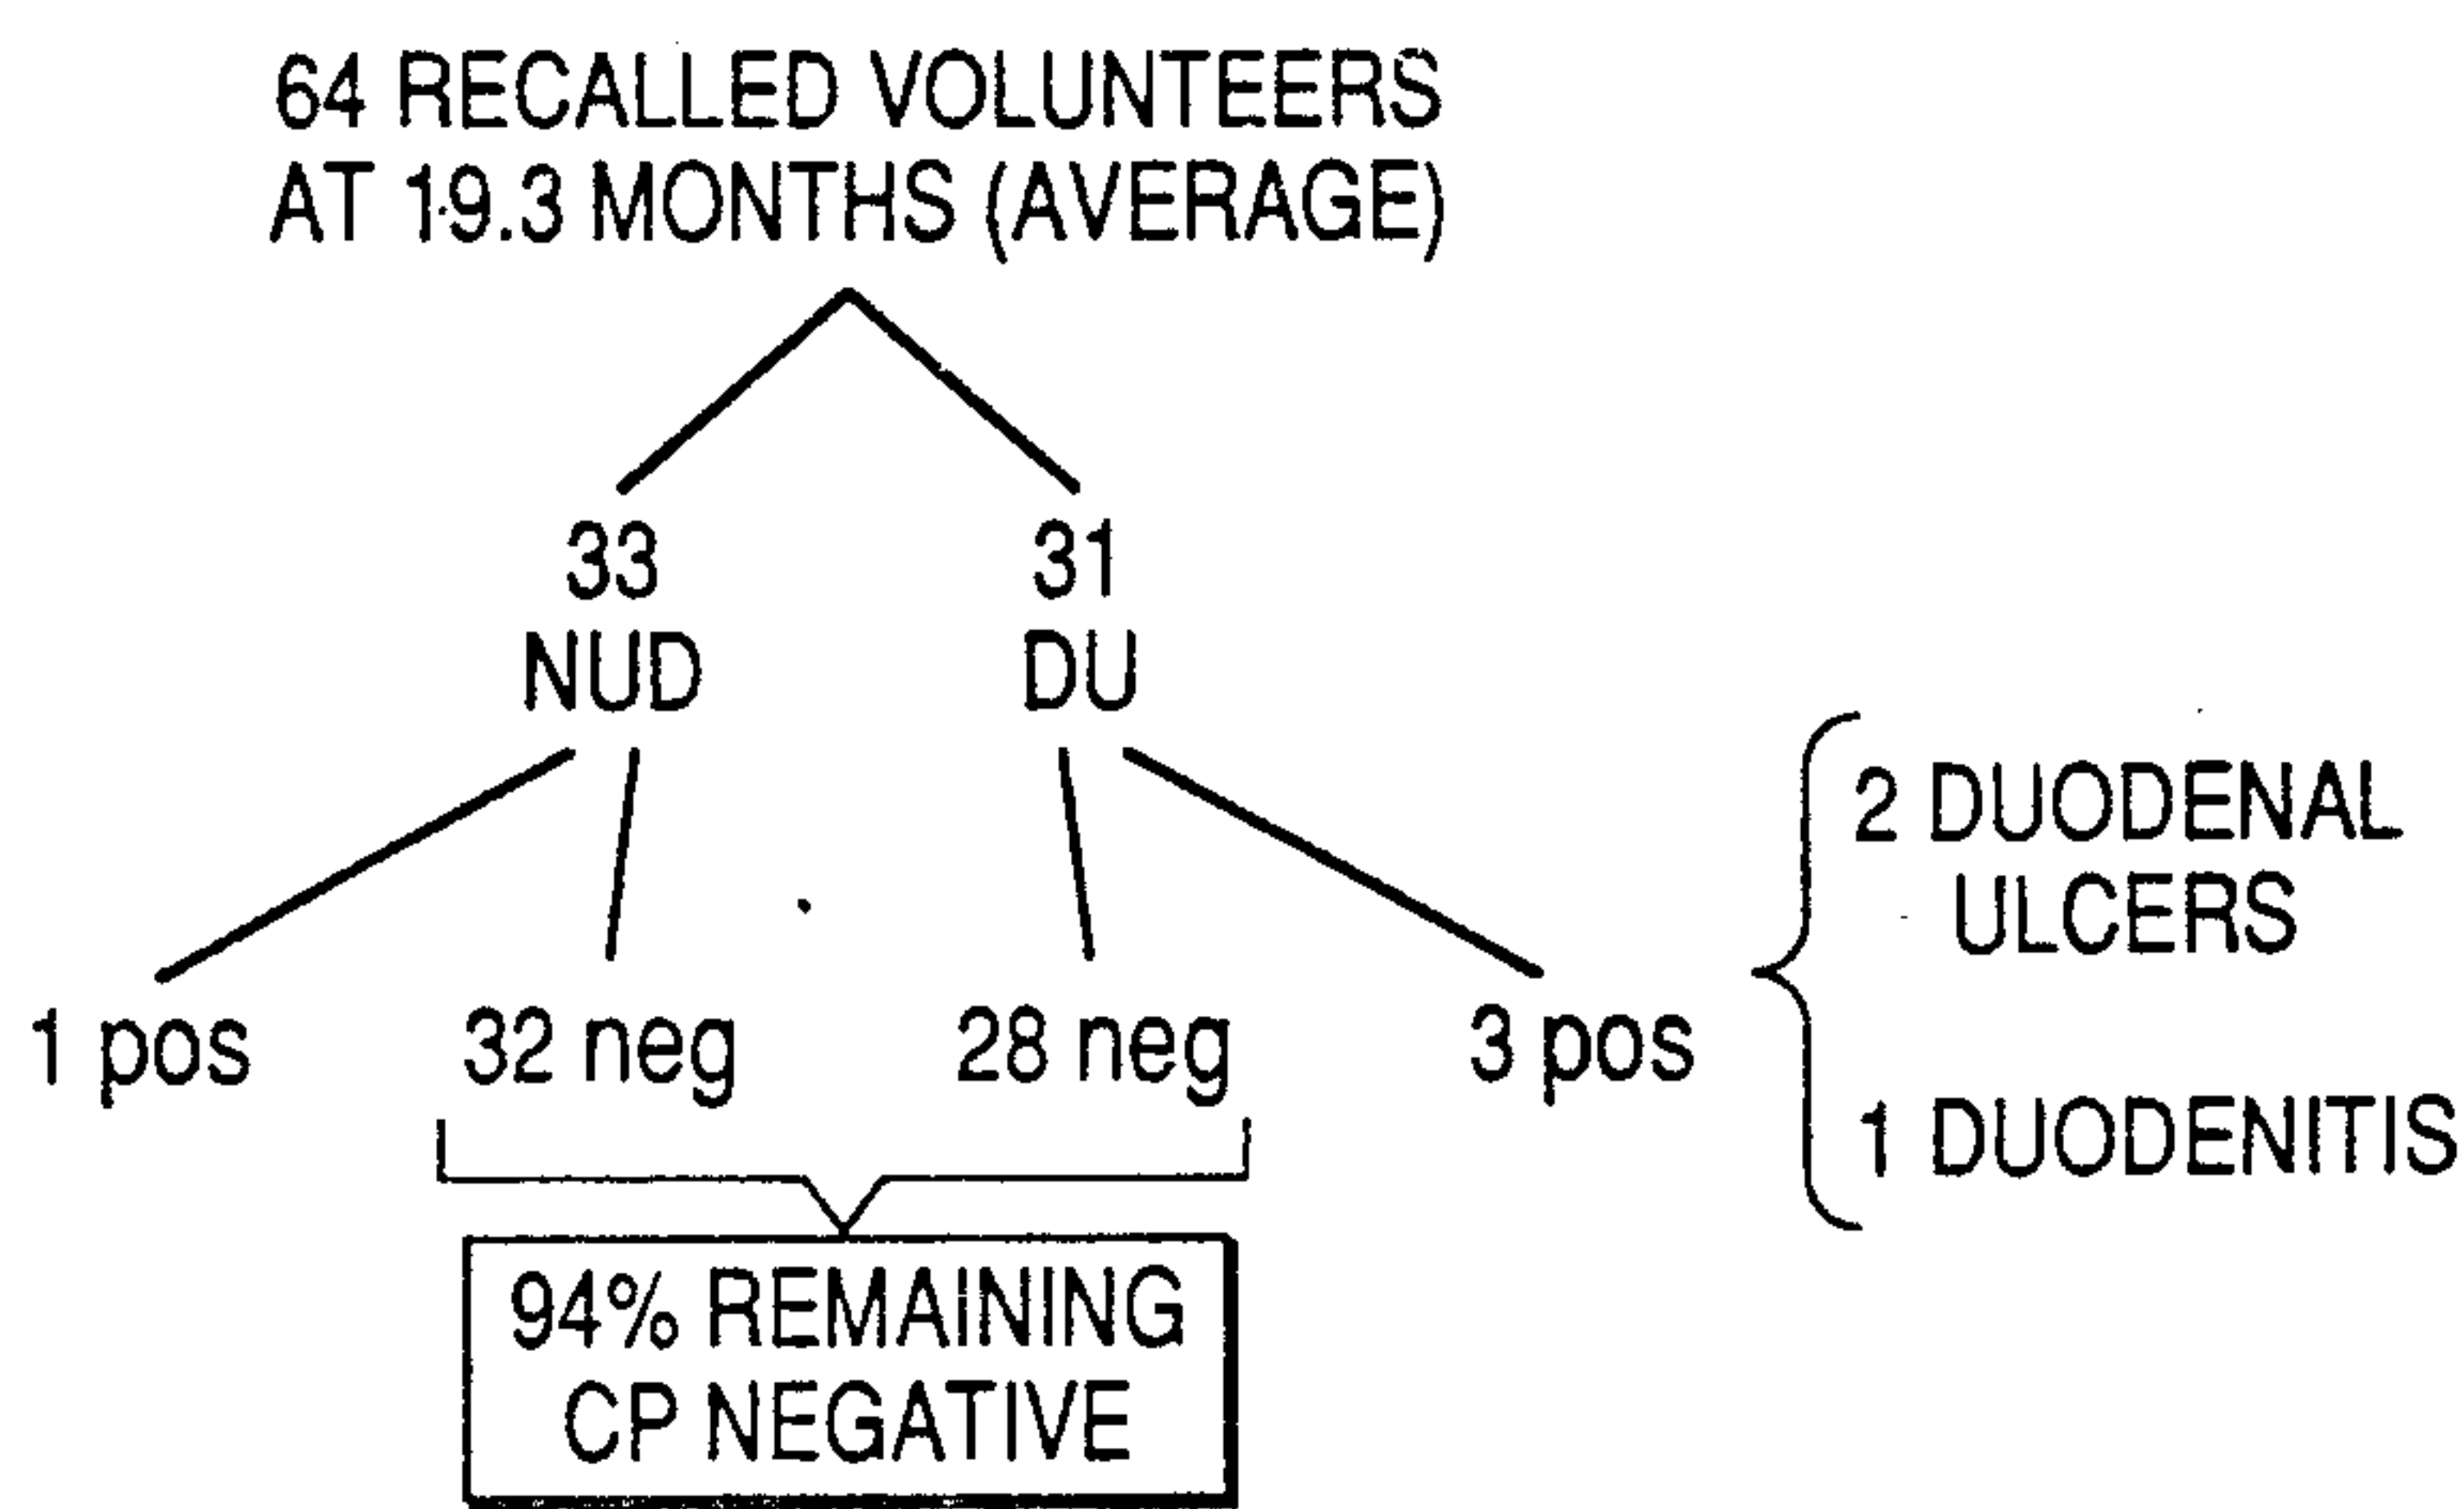 64 RECALLED VOLUNTEERS
AT 19.3 MONTHS (AVERAGE)
33
NUD
31
DU
1 pos
32 neg
28 neg
3 pos
2 DUODENAL
ULCERS
1 DUODENITIS
94% REMAINING
CP NEGATIVE